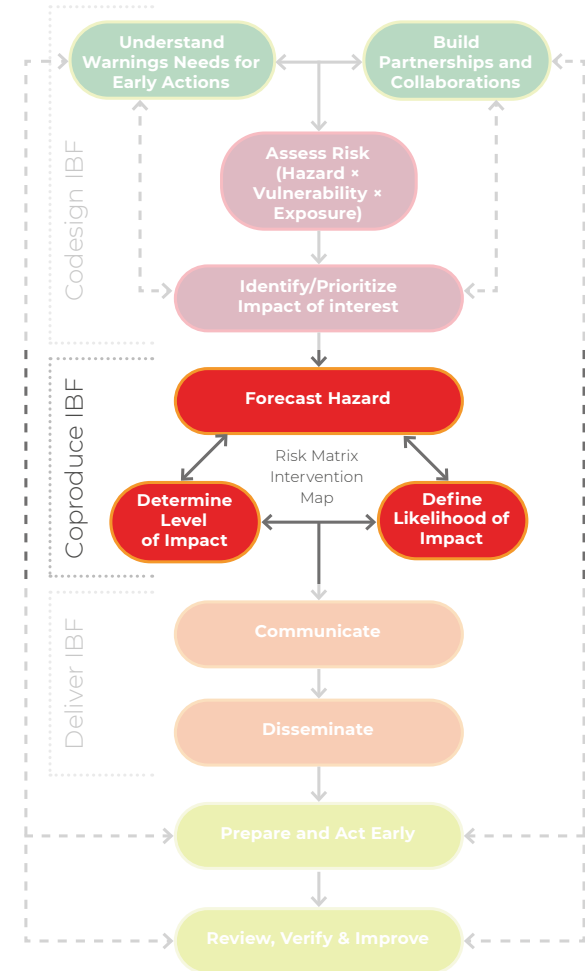 Understand
Warnings Needs for
Early Actions
Build
Partnerships and
Collaborations
Codesign IBF
Assess Risk
(Hazard ×
Vulnerability ×
Exposure)
Identify/Prioritize
Impact of interest
Coproduce IBF
Forecast Hazard
Risk Matrix
Intervention
Map
Determine
Level
of Impact
Define
Likelihood of
Impact
Deliver IBF
Communicate
Disseminate
Prepare and Act Early
Review, Verify & Improve